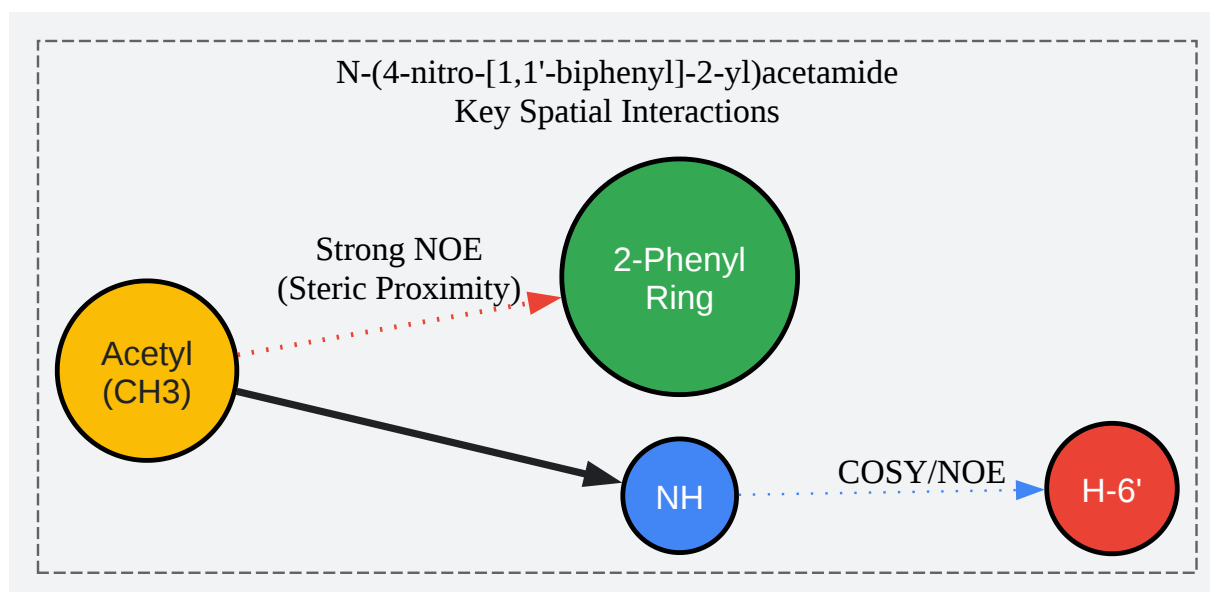 N-(4-nitro-[1,1'-biphenyl]-2-yl)acetamide
Key Spatial Interactions
Strong NOE
(Steric Proximity)
2-Phenyl
Ring
Acetyl
(CH3)
NH
COSY/NOE
H-6'